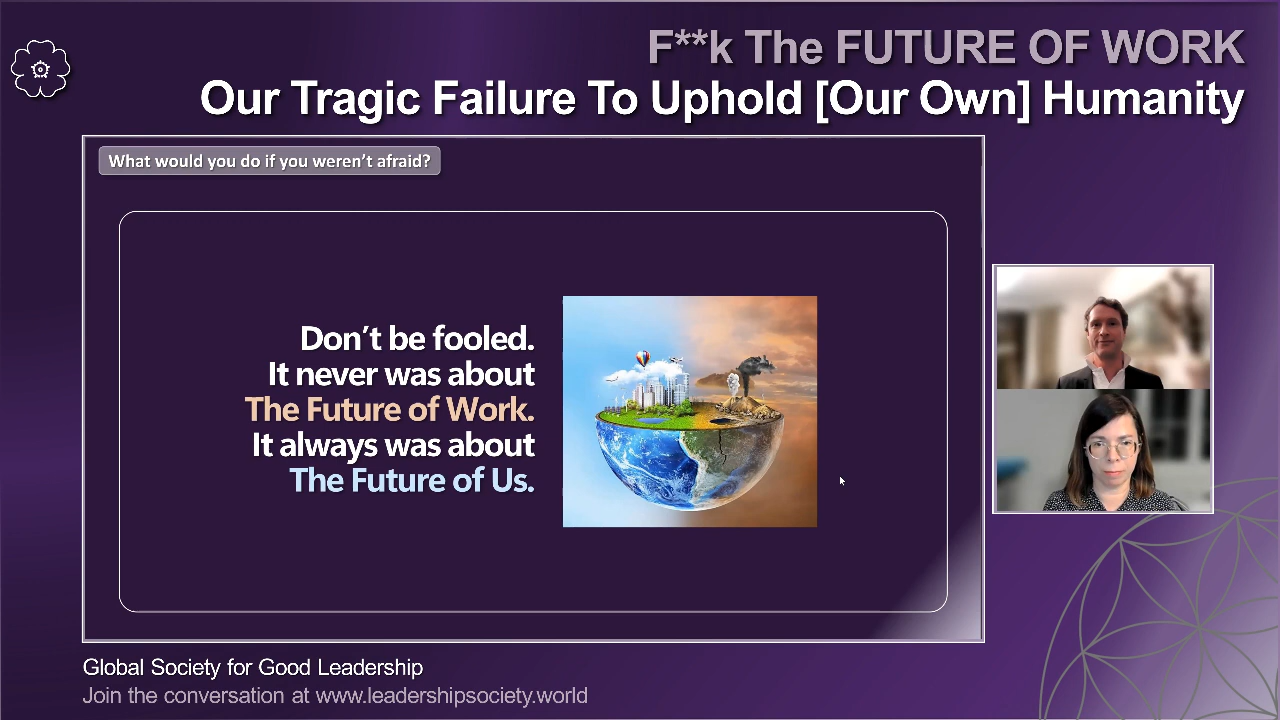 F**k The FUTURE OF WORK
Our Tragic Failure To Uphold [Our Own] Humanity
What would you do if you weren't afraid?
Don't be fooled.
It never was about
The Future of Work.
It always was about
The Future of Us.
Global Society for Good Leadership
Join the conversation at www.leadershipsociety.world